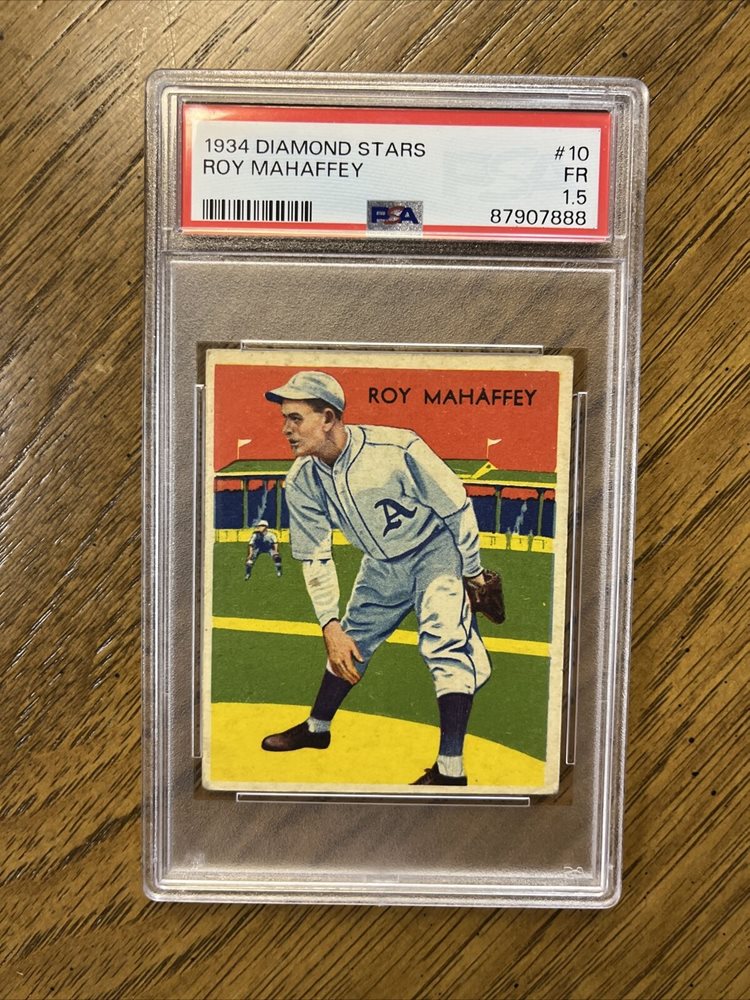 1934 DIAMOND STARS #10
ROY MAHAFFEY FR
1.5
PSA 87907888
ROY MAHAFFEY
A